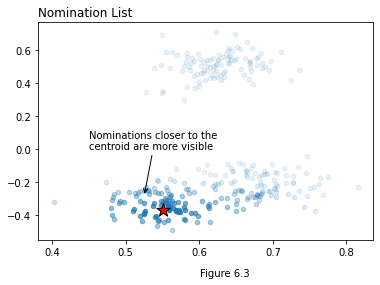 Nomination List
0.6
0.4
0.2
0.0
−0.2
−0.4
Nominations closer to the
centroid are more visible
0.4 0.5 0.6 0.7 0.8
Figure 6.3